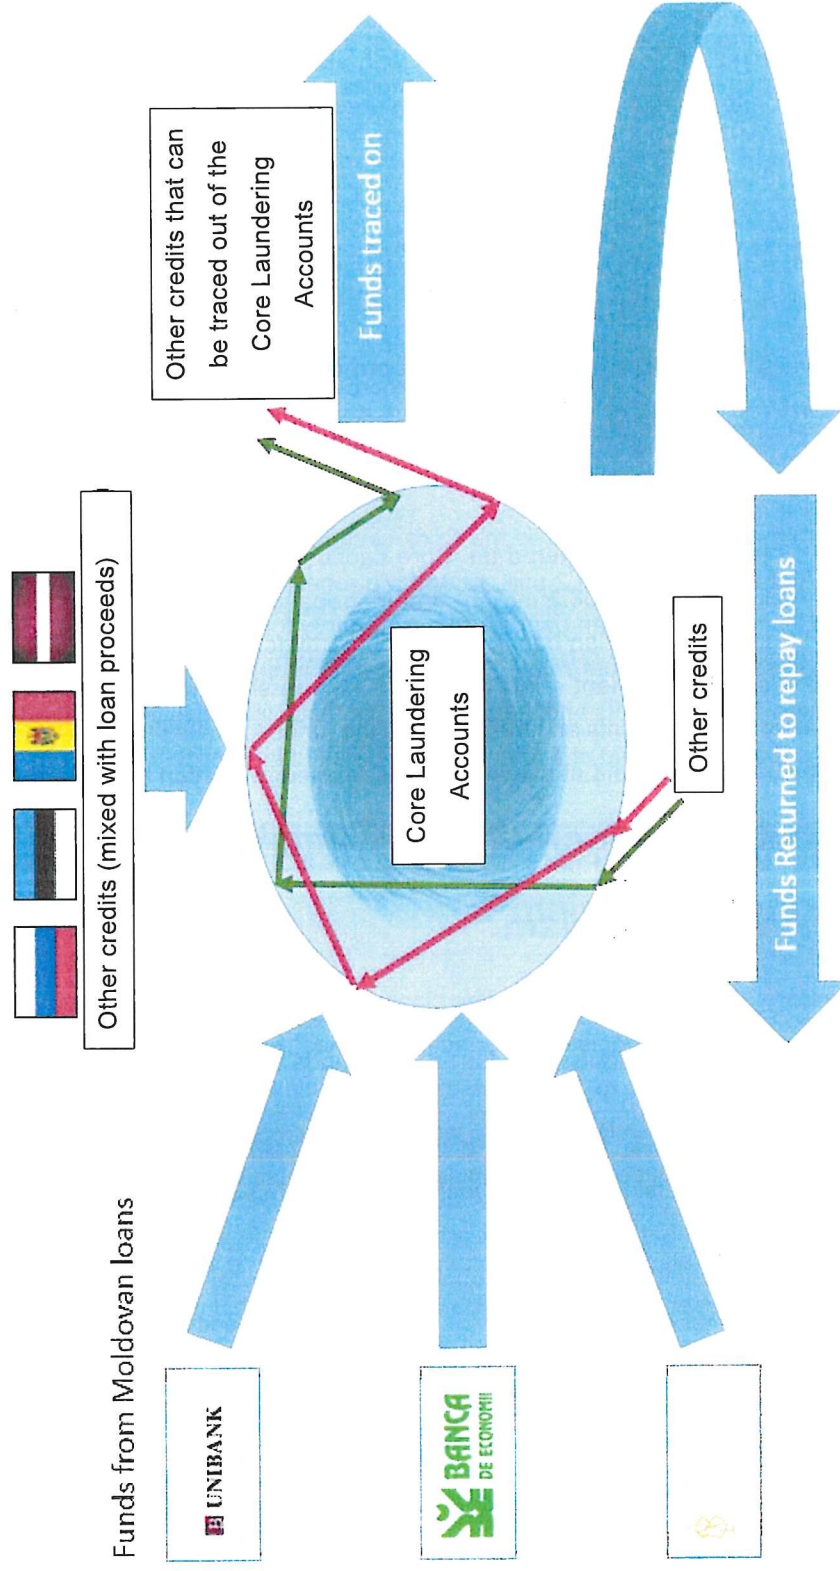 Funds from Moldovan loans
UNIBANK
BANCA
DE ECONOMII
Other credits (mixed with loan proceeds)
Core Laundering
Accounts
Other credits
Other credits that can
be traced out of the
Core Laundering
Accounts
Funds traced on
Funds Returned to repay loans